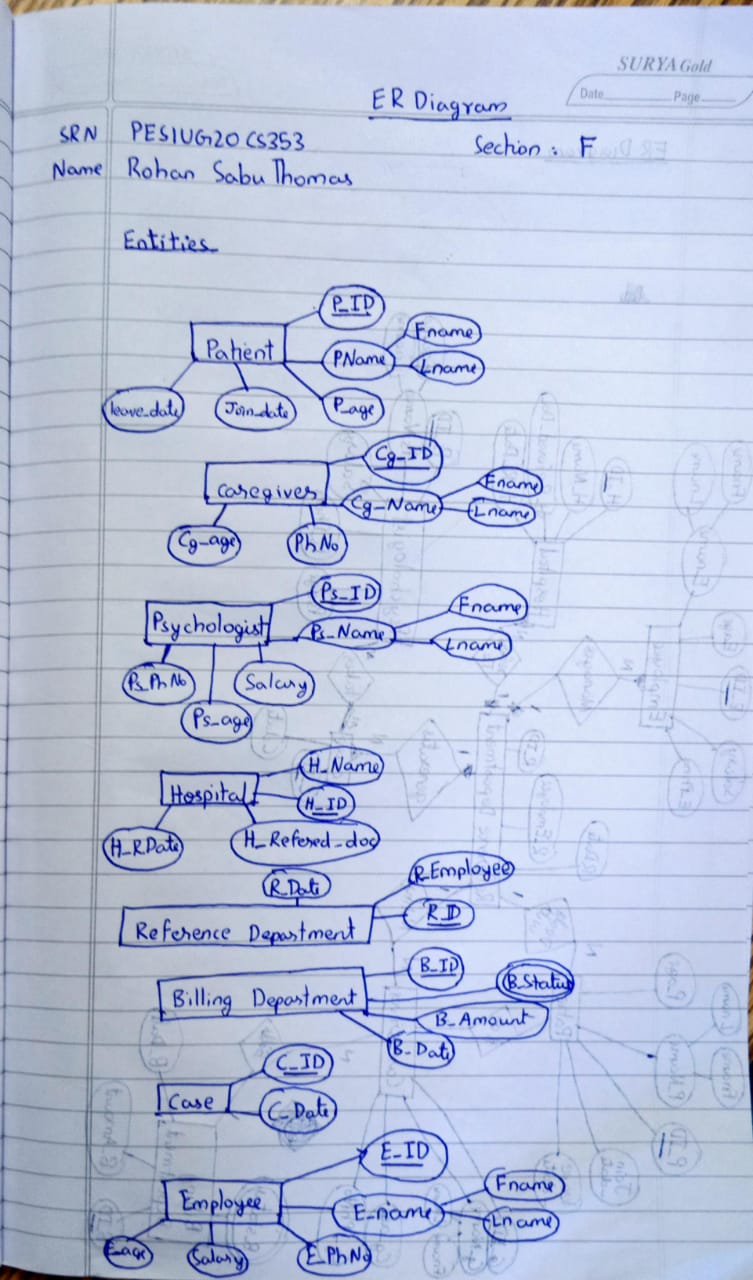 SURYA Gold
Date Page
ER Diagram
SRN PES1UG20CS353 Section : F
Name Rohan Sabu Thomas
Entities
P_ID
Patient PName Fname
Lname
leave_date Join_date P_age
Cg_ID
Caregives Cg_Name Fname
Lname
Cg_age Ph No
Ps_ID
Psychologist Ps_Name Fname
Lname
Ps_PhNo Salary
Ps_age
H_Name
Hospital H_ID
H_RDate H_Refered_doc
R_Date R_Employee
Reference Department R_ID
B_ID
Billing Department B_Status
B_Amount
B_Date
C_ID
Case C_Date
E_ID
Employee E_name Fname
Lname
E_age Salary E_PhNo